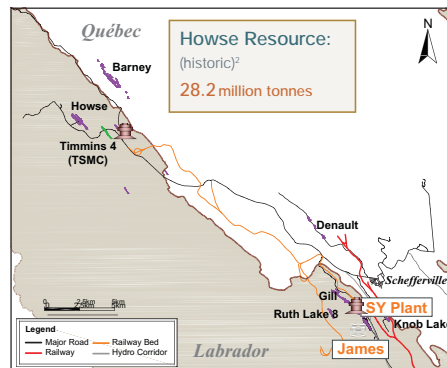 Québec
Howse Resource:
(historic)2
28.2 million tonnes
N
Barney
Howse
Timmins 4
(TSMC)
Denault
Schefferville
Gill
SY Plant
Ruth Lake 8
Knob Lake
James
Labrador
Legend
Major Road
Railway Bed
Railway
Hydro Corridor